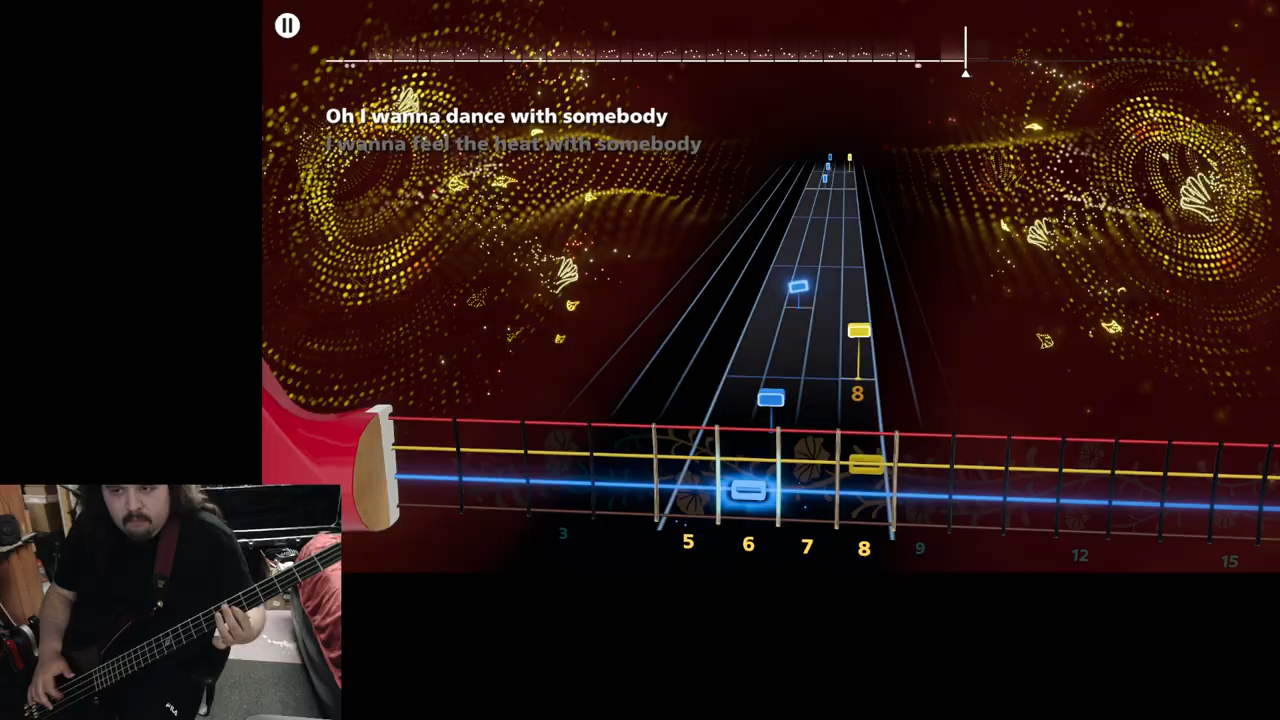 Oh I wanna dance with somebody
I wanna feel the heat with somebody
8
3 5 6 7 8 9 12 15
FILA